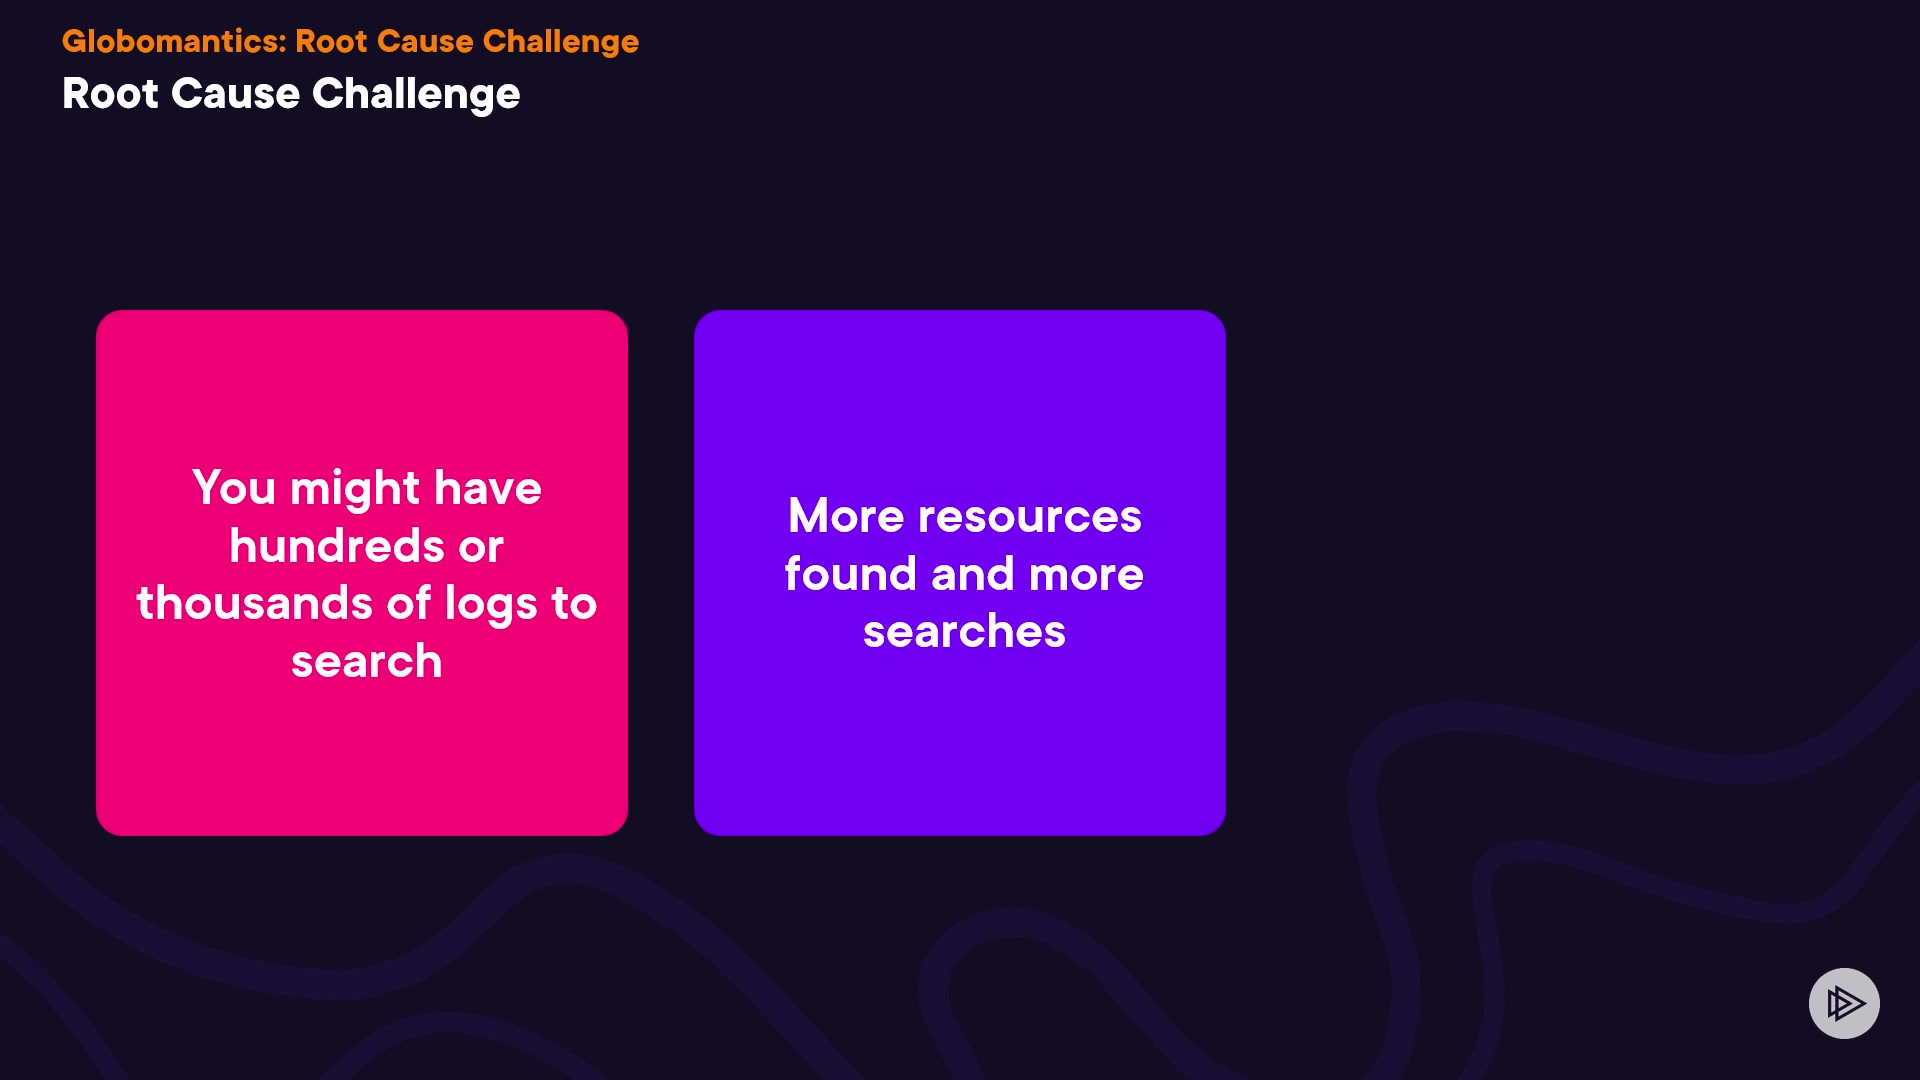 Globomantics: Root Cause Challenge
Root Cause Challenge
You might have
hundreds or
thousands of logs to
search
More resources
found and more
searches